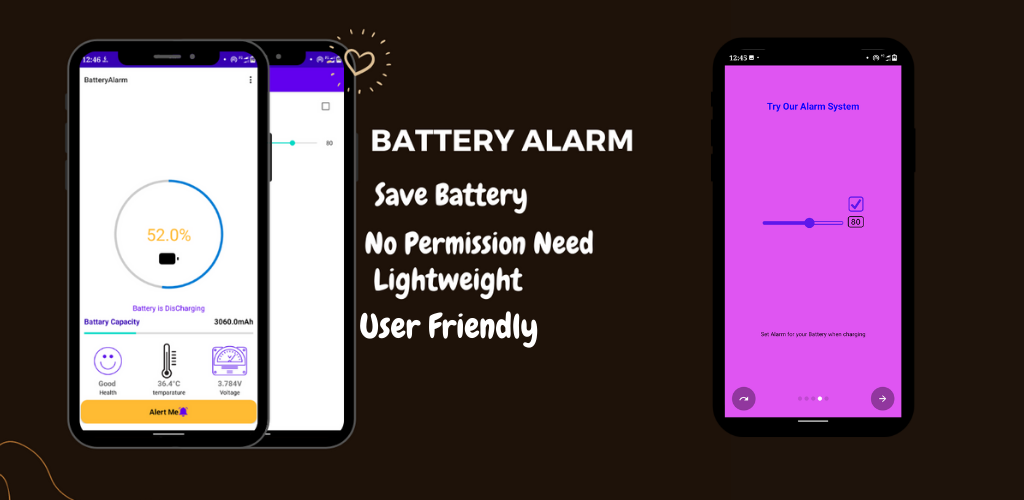 12:46
BatteryAlarm
52.0%
Battery is DisCharging
Battary Capacity 3060.0mAh
Good 36.4°C 3.784V
Health temparature Voltage
Alert Me
80
BATTERY ALARM
Save Battery
No Permission Need
Lightweight
User Friendly
12:45
Try Our Alarm System
80
Set Alarm for your Battery when charging